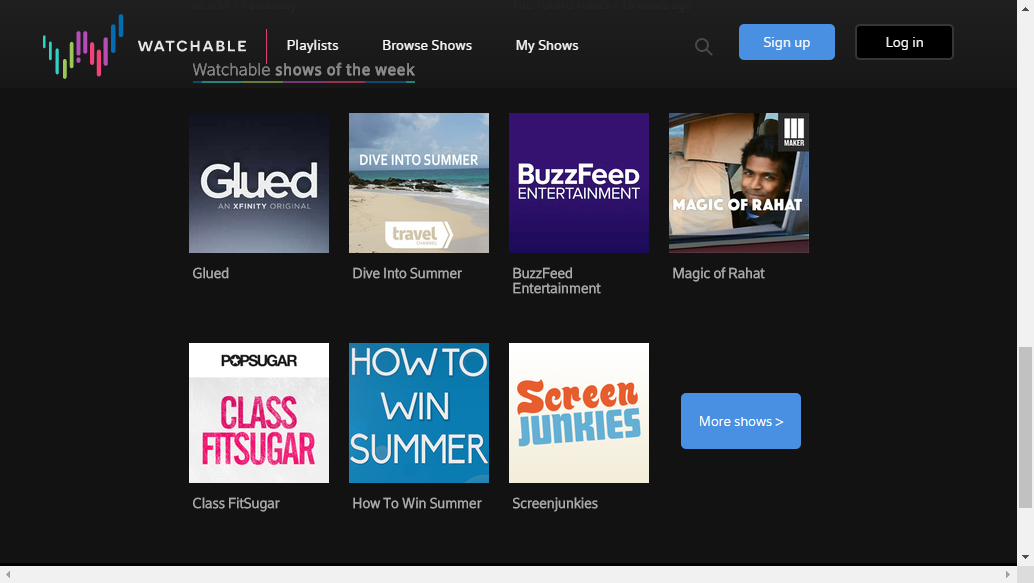 WATCHABLE
Playlists
Browse Shows
My Shows
Sign up
Log in
Watchable shows of the week
Glued
AN XFINITY ORIGINAL
DIVE INTO SUMMER
travel
CHANNEL
BuzzFeed
ENTERTAINMENT
MAKER
MAGIC OF RAHAT
Glued
Dive Into Summer
BuzzFeed
Entertainment
Magic of Rahat
POPSUGAR
CLASS
FITSUGAR
HOW TO
WIN
SUMMER
Screen
JUNKIES
More shows >
Class FitSugar
How To Win Summer
Screenjunkies